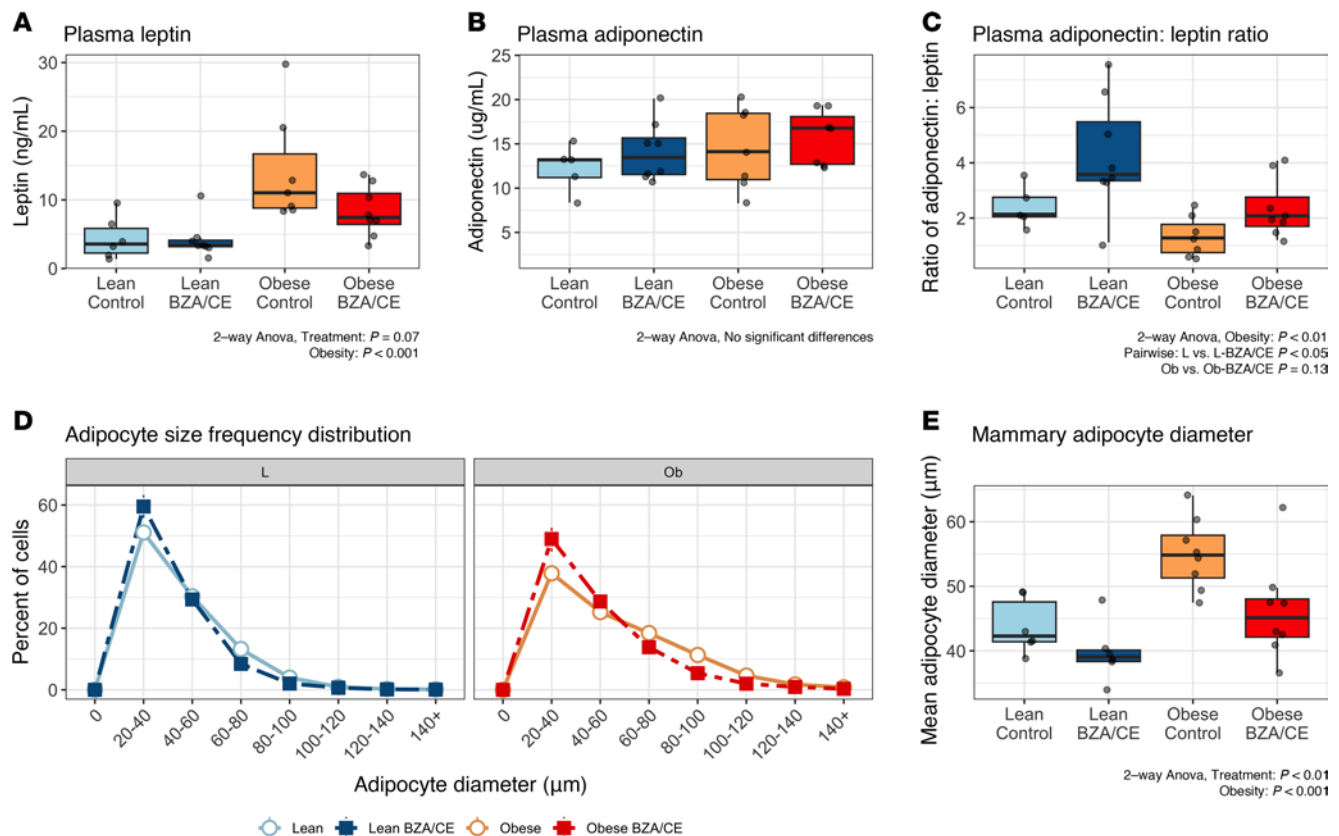 A
Plasma leptin
Leptin (ng/mL)
30
20
10
0
Lean
Control
Lean
BZA/CE
Obese
Control
Obese
BZA/CE
2–way Anova, Treatment: P = 0.07
Obesity: P < 0.001
B
Plasma adiponectin
Adiponectin (ug/mL)
25
20
15
10
5
Lean
Control
Lean
BZA/CE
Obese
Control
Obese
BZA/CE
2–way Anova, No significant differences
C
Plasma adiponectin: leptin ratio
Ratio of adiponectin: leptin
6
4
2
Lean
Control
Lean
BZA/CE
Obese
Control
Obese
BZA/CE
2–way Anova, Obesity: P < 0.01
Pairwise: L vs. L-BZA/CE P < 0.05
Ob vs. Ob-BZA/CE P = 0.13
D
Adipocyte size frequency distribution
L
Ob
Percent of cells
60
40
20
0
0
20-40
40-60
60-80
80-100
100-120
120-140
140+
0
20-40
40-60
60-80
80-100
100-120
120-140
140+
Adipocyte diameter (µm)
Lean
Lean BZA/CE
Obese
Obese BZA/CE
E
Mammary adipocyte diameter
Mean adipocyte diameter (µm)
60
50
40
Lean
Control
Lean
BZA/CE
Obese
Control
Obese
BZA/CE
2–way Anova, Treatment: P < 0.01
Obesity: P < 0.001